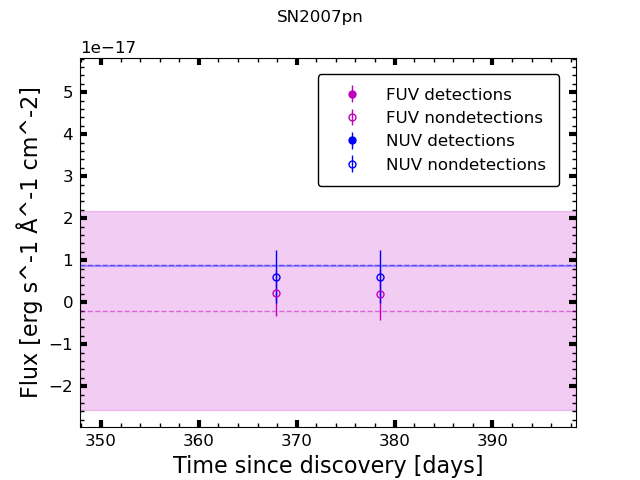 SN2007pn
1e−17
FUV detections
FUV nondetections
NUV detections
NUV nondetections
5
4
3
2
1
0
−1
−2
Flux [erg s^-1 Å^-1 cm^-2]
350 360 370 380 390
Time since discovery [days]